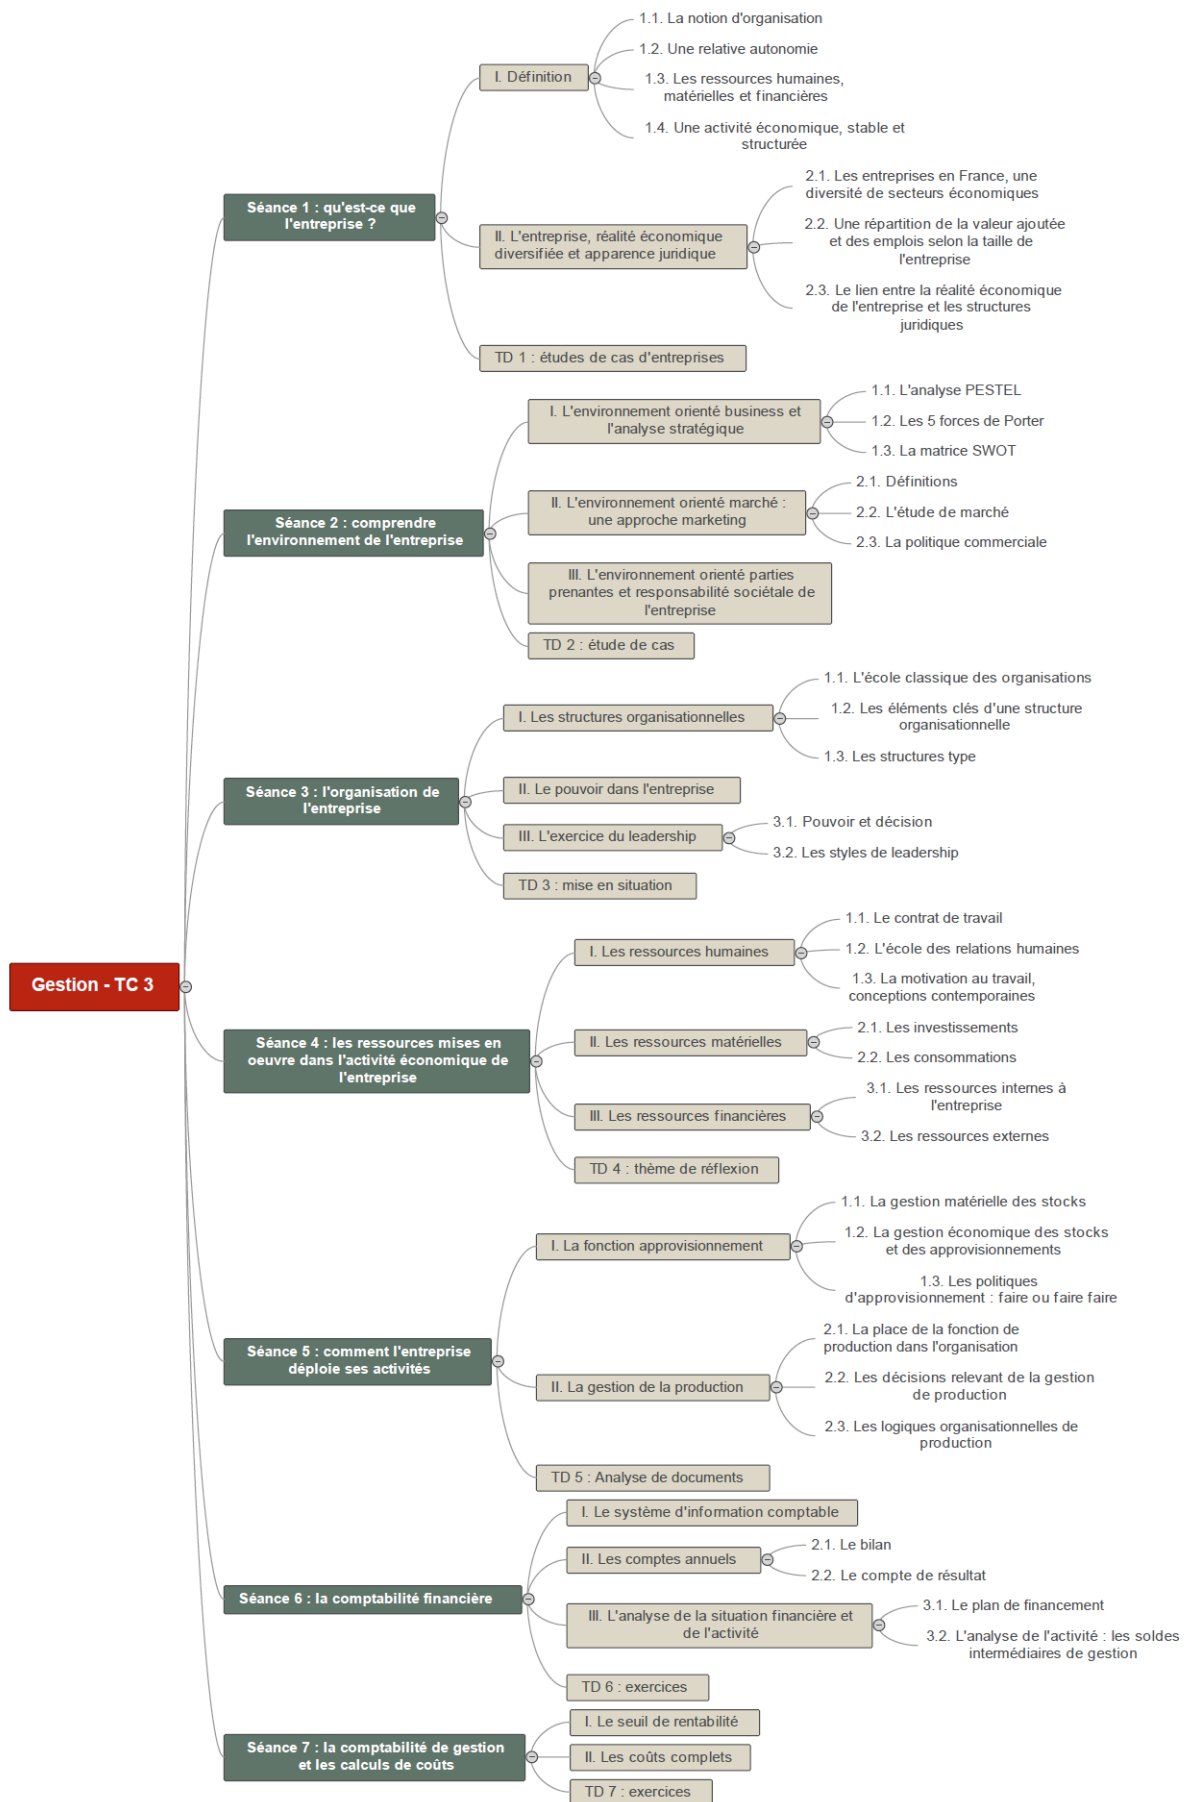 Gestion - TC 3
Séance 1 : qu'est-ce que
l'entreprise ?
I. Définition
1.1. La notion d'organisation
1.2. Une relative autonomie
1.3. Les ressources humaines,
matérielles et financières
1.4. Une activité économique, stable et
structurée
II. L'entreprise, réalité économique
diversifiée et apparence juridique
2.1. Les entreprises en France, une
diversité de secteurs économiques
2.2. Une répartition de la valeur ajoutée
et des emplois selon la taille de
l'entreprise
2.3. Le lien entre la réalité économique
de l'entreprise et les structures
juridiques
TD 1 : études de cas d'entreprises
Séance 2 : comprendre
l'environnement de l'entreprise
I. L'environnement orienté business et
l'analyse stratégique
1.1. L'analyse PESTEL
1.2. Les 5 forces de Porter
1.3. La matrice SWOT
II. L'environnement orienté marché :
une approche marketing
2.1. Définitions
2.2. L'étude de marché
2.3. La politique commerciale
III. L'environnement orienté parties
prenantes et responsabilité sociétale de
l'entreprise
TD 2 : étude de cas
Séance 3 : l'organisation de
l'entreprise
I. Les structures organisationnelles
1.1. L'école classique des organisations
1.2. Les éléments clés d'une structure
organisationnelle
1.3. Les structures type
II. Le pouvoir dans l'entreprise
III. L'exercice du leadership
3.1. Pouvoir et décision
3.2. Les styles de leadership
TD 3 : mise en situation
Séance 4 : les ressources mises en
oeuvre dans l'activité économique de
l'entreprise
I. Les ressources humaines
1.1. Le contrat de travail
1.2. L'école des relations humaines
1.3. La motivation au travail,
conceptions contemporaines
II. Les ressources matérielles
2.1. Les investissements
2.2. Les consommations
III. Les ressources financières
3.1. Les ressources internes à
l'entreprise
3.2. Les ressources externes
TD 4 : thème de réflexion
Séance 5 : comment l'entreprise
déploie ses activités
I. La fonction approvisionnement
1.1. La gestion matérielle des stocks
1.2. La gestion économique des stocks
et des approvisionnements
1.3. Les politiques
d'approvisionnement : faire ou faire faire
II. La gestion de la production
2.1. La place de la fonction de
production dans l'organisation
2.2. Les décisions relevant de la gestion
de production
2.3. Les logiques organisationnelles de
production
TD 5 : Analyse de documents
Séance 6 : la comptabilité financière
I. Le système d'information comptable
II. Les comptes annuels
2.1. Le bilan
2.2. Le compte de résultat
III. L'analyse de la situation financière et
de l'activité
3.1. Le plan de financement
3.2. L'analyse de l'activité : les soldes
intermédiaires de gestion
TD 6 : exercices
Séance 7 : la comptabilité de gestion
et les calculs de coûts
I. Le seuil de rentabilité
II. Les coûts complets
TD 7 : exercices